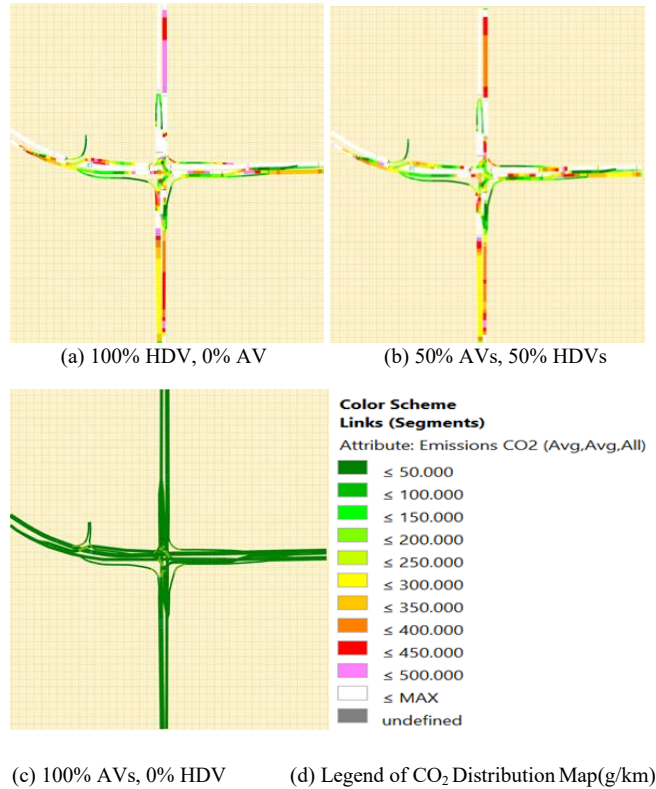 (a) 100% HDV, 0% AV
(b) 50% AVs, 50% HDVs
Color Scheme
Links (Segments)
Attribute: Emissions CO2 (Avg,Avg,All)
≤ 50.000
≤ 100.000
≤ 150.000
≤ 200.000
≤ 250.000
≤ 300.000
≤ 350.000
≤ 400.000
≤ 450.000
≤ 500.000
≤ MAX
undefined
(c) 100% AVs, 0% HDV
(d) Legend of CO₂ Distribution Map(g/km)